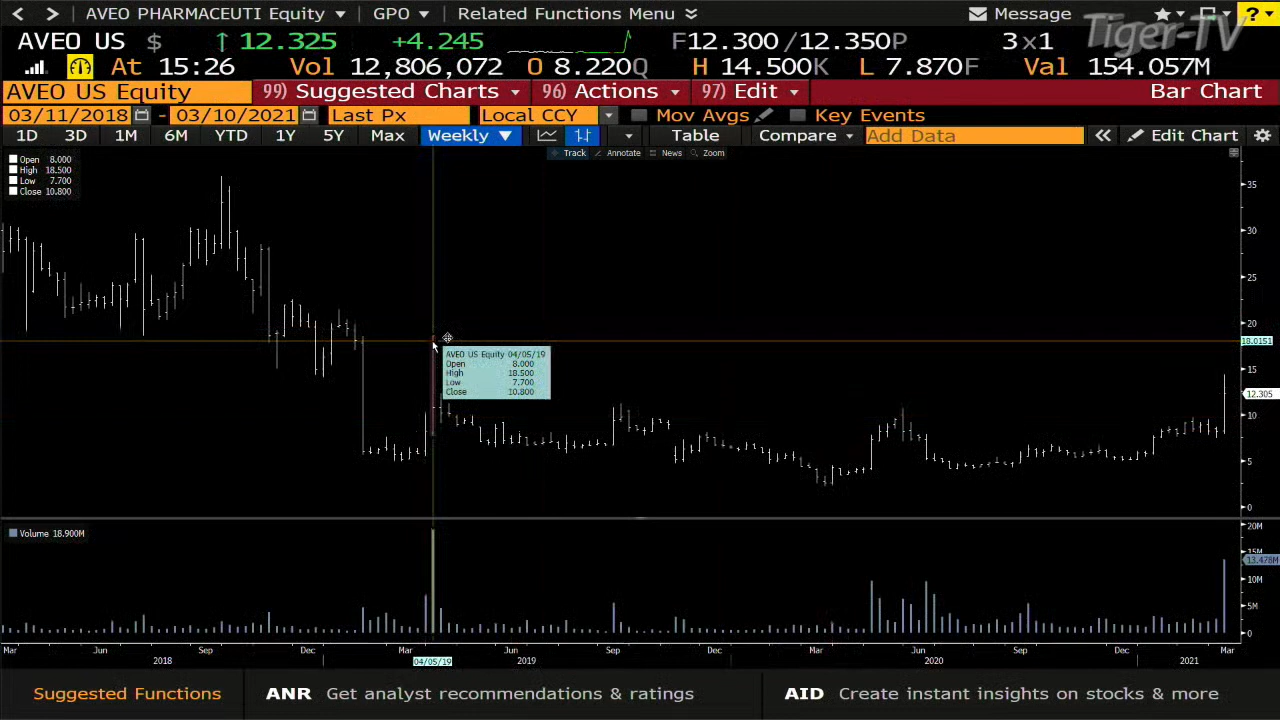 < > AVEO PHARMACEUTI Equity GPO Related Functions Menu Message ?
AVEO US $ ↑ 12.325 +4.245 F12.300 /12.350P 3x1 Tiger-TV
At 15:26 Vol 12,806,072 O 8.220Q H 14.500K L 7.870F Val 154.057M
AVEO US Equity 99) Suggested Charts 96) Actions 97) Edit Bar Chart
03/11/2018 - 03/10/2021 Last Px Local CCY Mov Avgs Key Events
1D 3D 1M 6M YTD 1Y 5Y Max Weekly ▼ Table Compare Add Data « Edit Chart
Track Annotate News Zoom
Open 8.000
High 18.500
Low 7.700
Close 10.800
35
30
25
20
18.0151
15
12.305
10
5
0
AVEO US Equity 04/05/19
Open 8.000
High 18.500
Low 7.700
Close 10.800
Volume 18.900M
20M
15M
13.478M
10M
5M
0
Mar Jun Sep Dec Mar Jun Sep Dec Mar Jun Sep Dec Mar
2018 04/05/19 2019 2020 2021
Suggested Functions ANR Get analyst recommendations & ratings AID Create instant insights on stocks & more